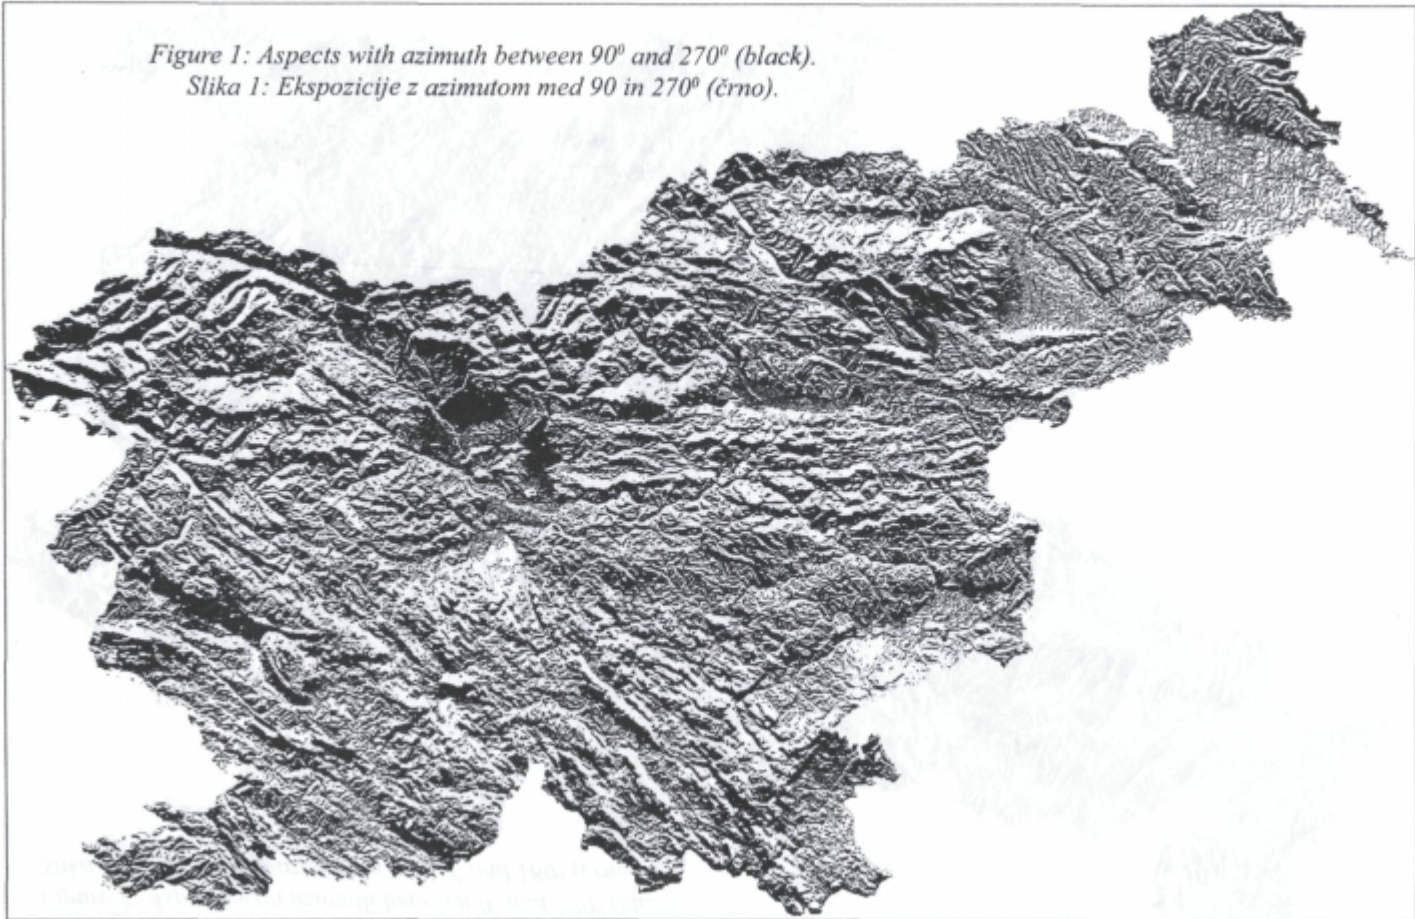 Figure 1: Aspects with azimuth between 90⁰ and 270⁰ (black).
Slika 1: Ekspozicije z azimutom med 90 in 270⁰ (črno).